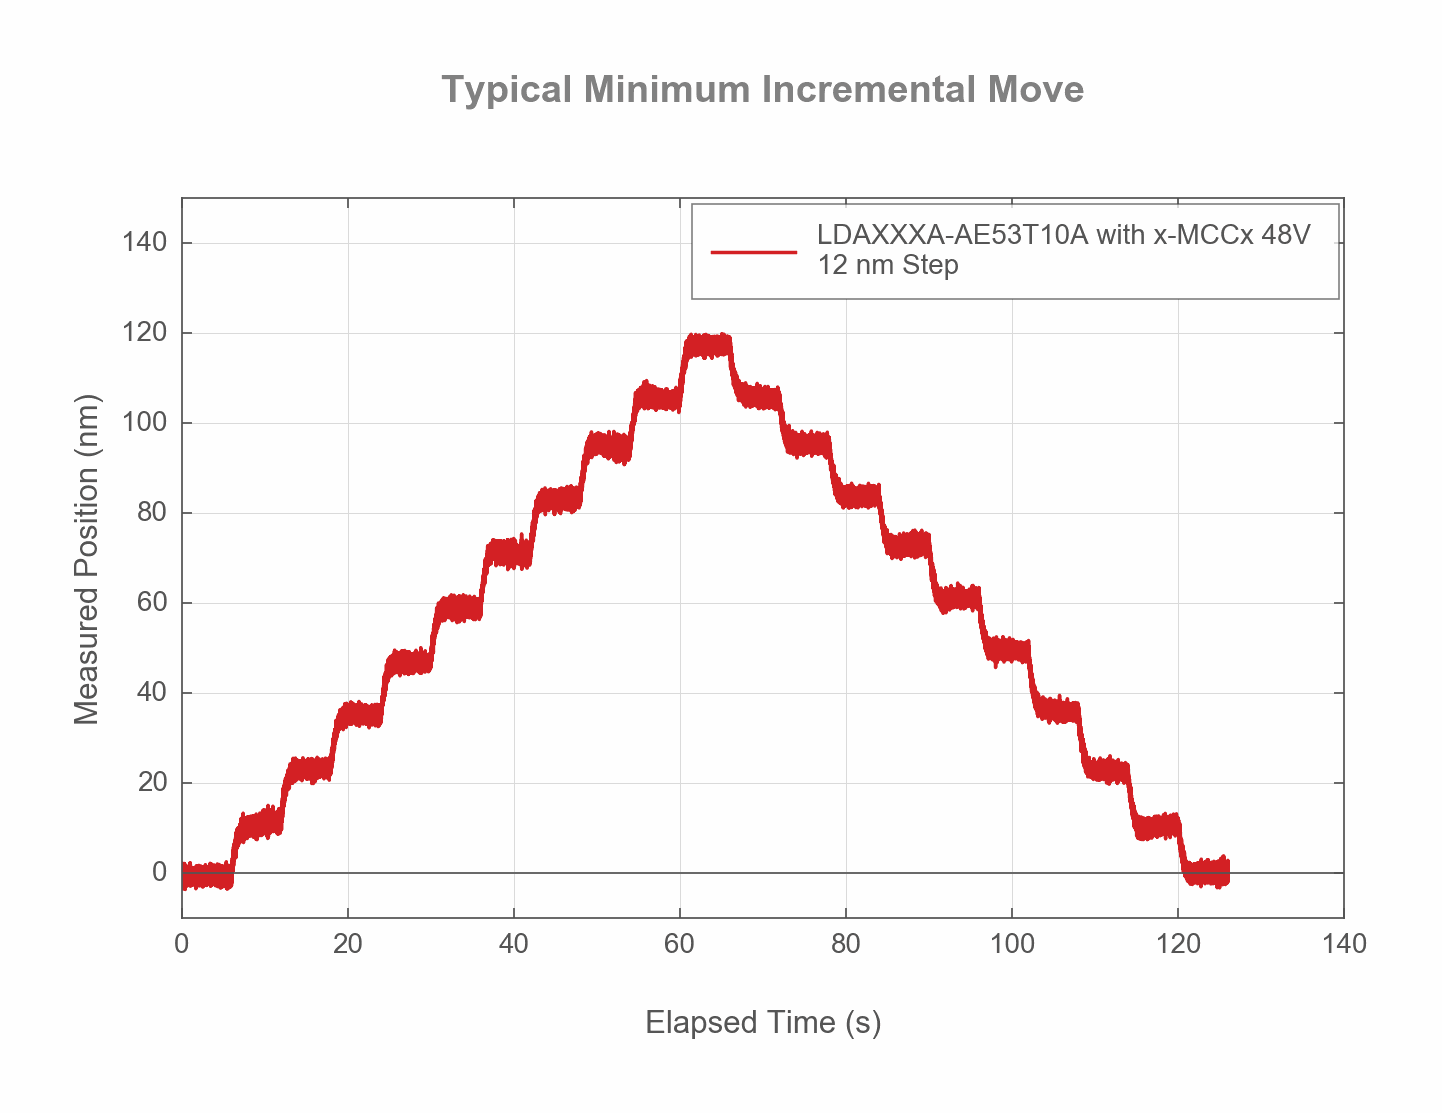 Typical Minimum Incremental Move
LDAXXXA-AE53T10A with x-MCCx 48V
12 nm Step
140
120
100
80
60
40
20
0
Measured Position (nm)
0 20 40 60 80 100 120 140
Elapsed Time (s)